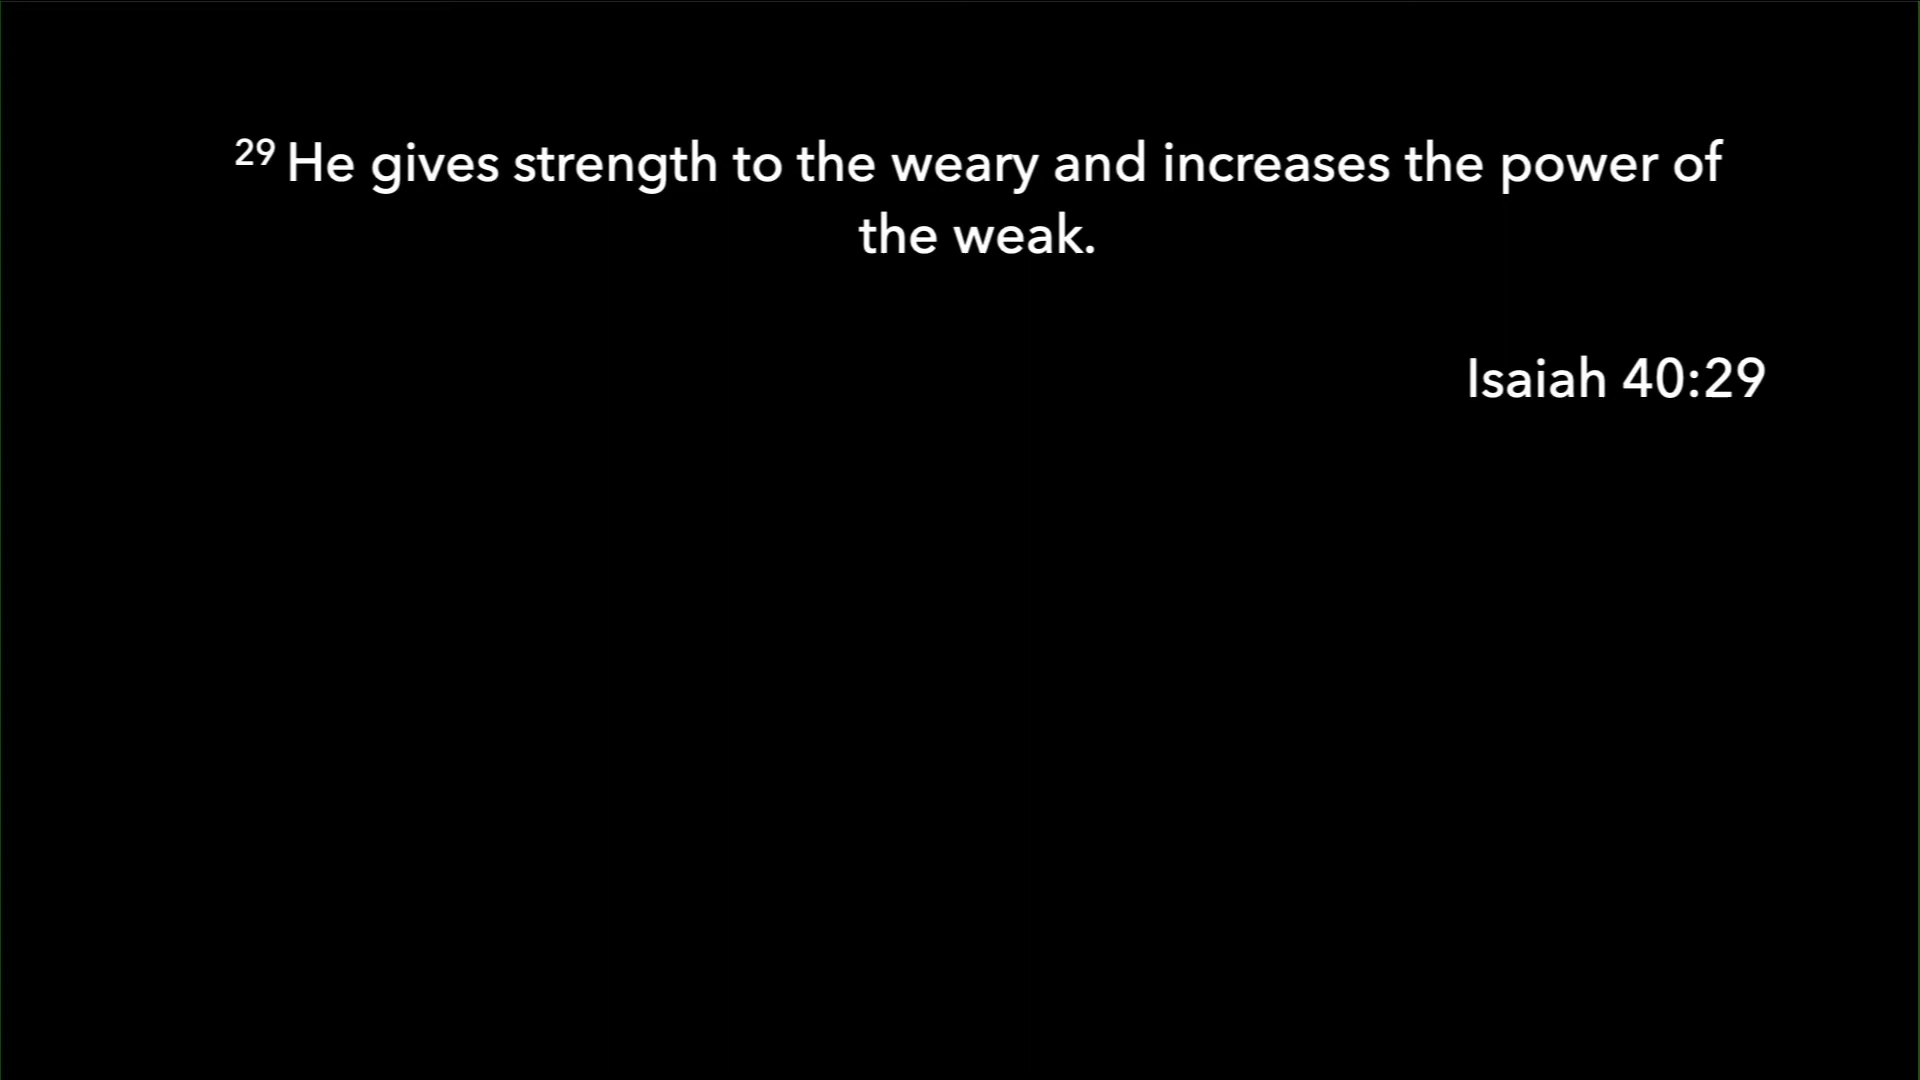 29 He gives strength to the weary and increases the power of
the weak.
Isaiah 40:29